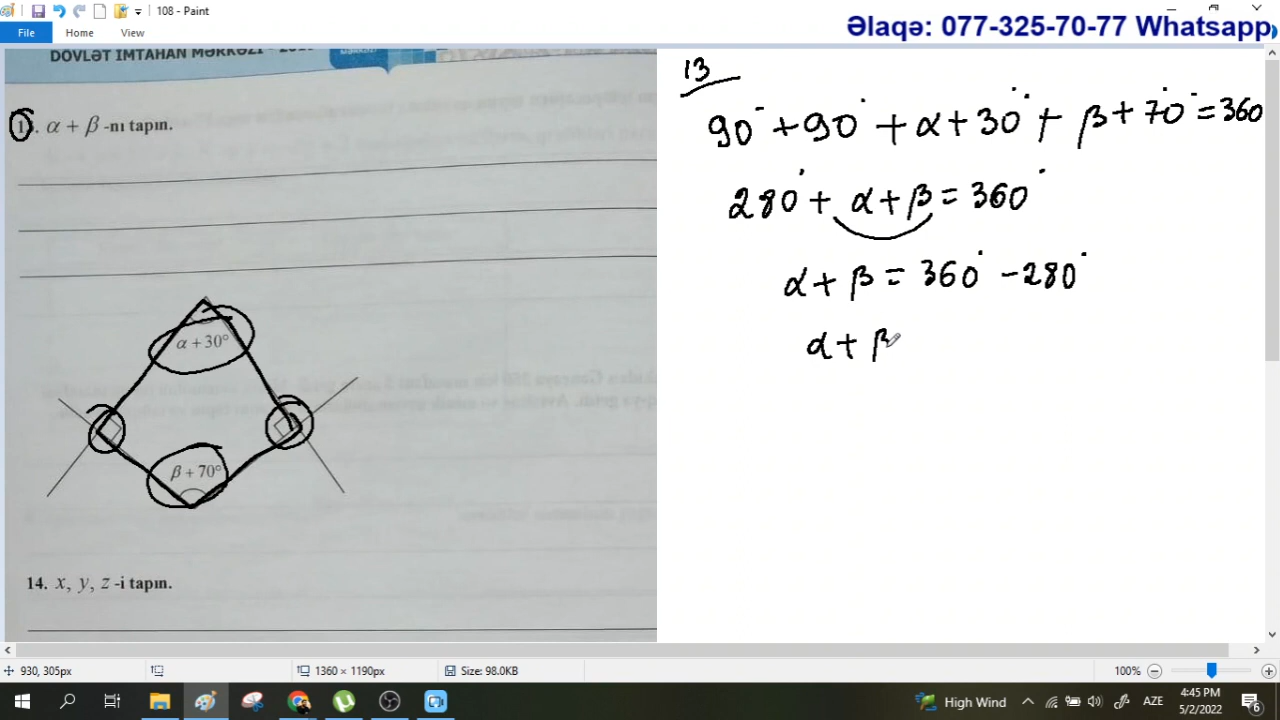 108 - Paint
File Home View
Əlaqə: 077-325-70-77 Whatsapp
DÖVLƏT İMTAHAN MƏRKƏZİ
13. α + β -nı tapın.
α + 30°
β + 70°
14. x, y, z -i tapın.
13
90° + 90° + α + 30° + β + 70° = 360
280° + α + β = 360°
α + β = 360° - 280°
α + β
930, 305px
1360 × 1190px
Size: 98.0KB
100%
High Wind
AZE
4:45 PM
5/2/2022
6